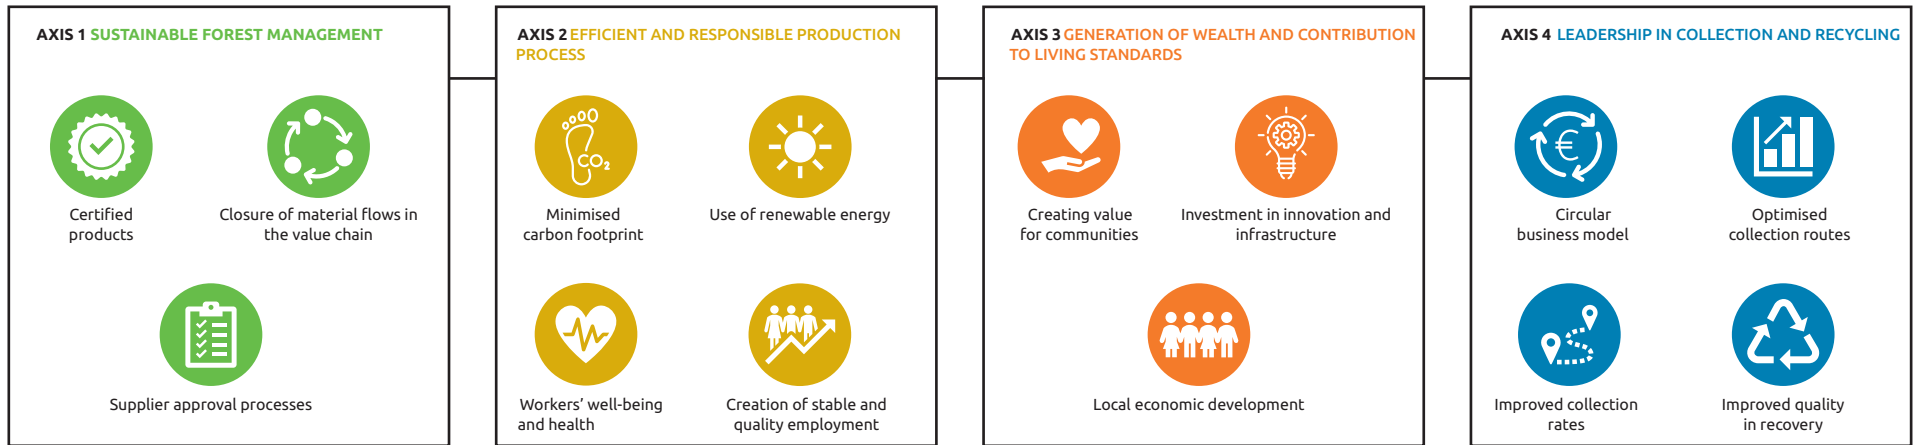 AXIS 1 SUSTAINABLE FOREST MANAGEMENT
Certified
products
Closure of material flows in
the value chain
Supplier approval processes
AXIS 2 EFFICIENT AND RESPONSIBLE PRODUCTION
PROCESS
CO₂
Minimised
carbon footprint
Use of renewable energy
Workers’ well-being
and health
Creation of stable and
quality employment
AXIS 3 GENERATION OF WEALTH AND CONTRIBUTION
TO LIVING STANDARDS
Creating value
for communities
Investment in innovation and
infrastructure
Local economic development
AXIS 4 LEADERSHIP IN COLLECTION AND RECYCLING
€
Circular
business model
Optimised
collection routes
Improved collection
rates
Improved quality
in recovery